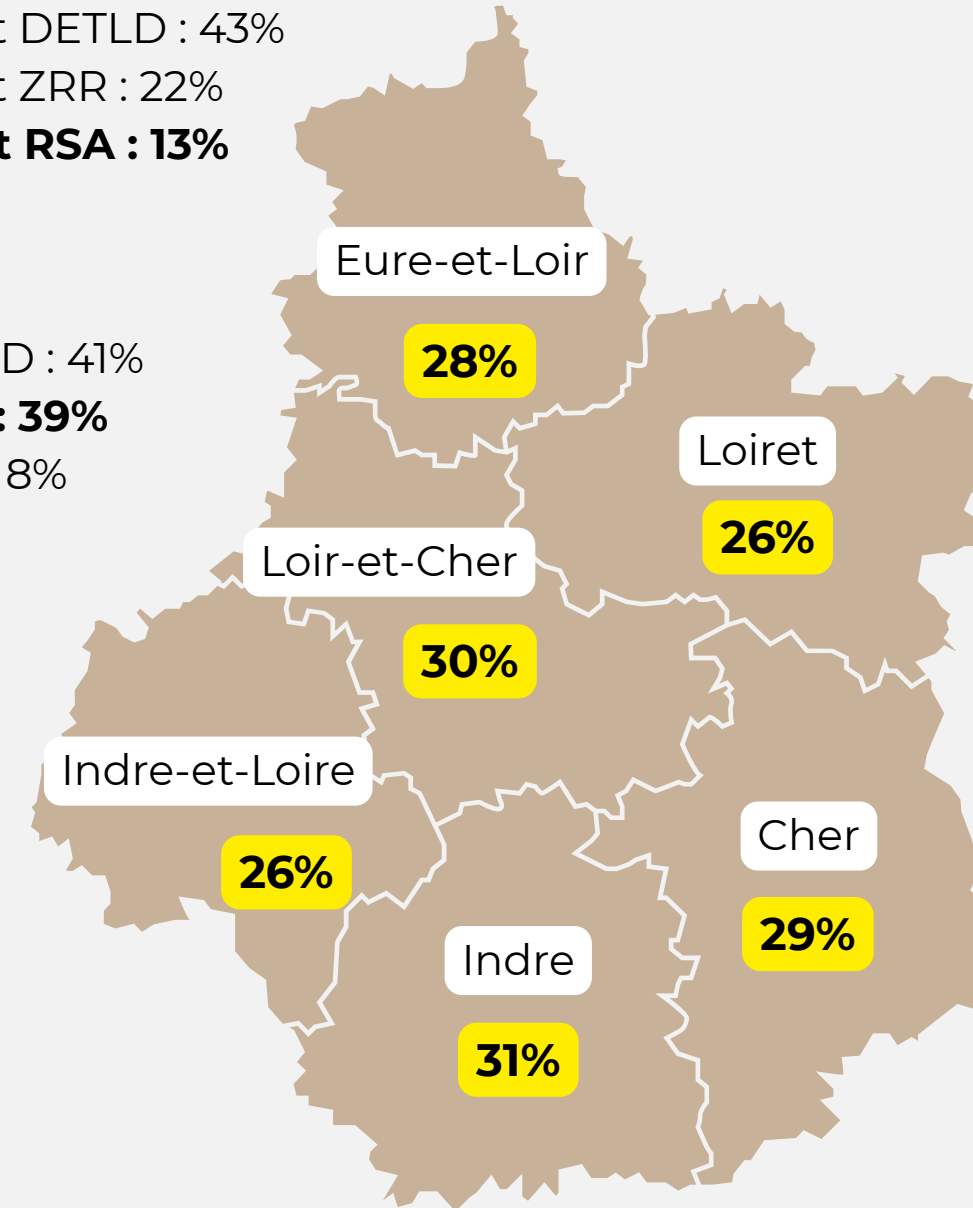 t DETLD : 43%
t ZRR : 22%
t RSA : 13%
Eure-et-Loir
28%
D : 41%
: 39%
8%
Loiret
26%
Loir-et-Cher
30%
Indre-et-Loire
26%
Cher
29%
Indre
31%